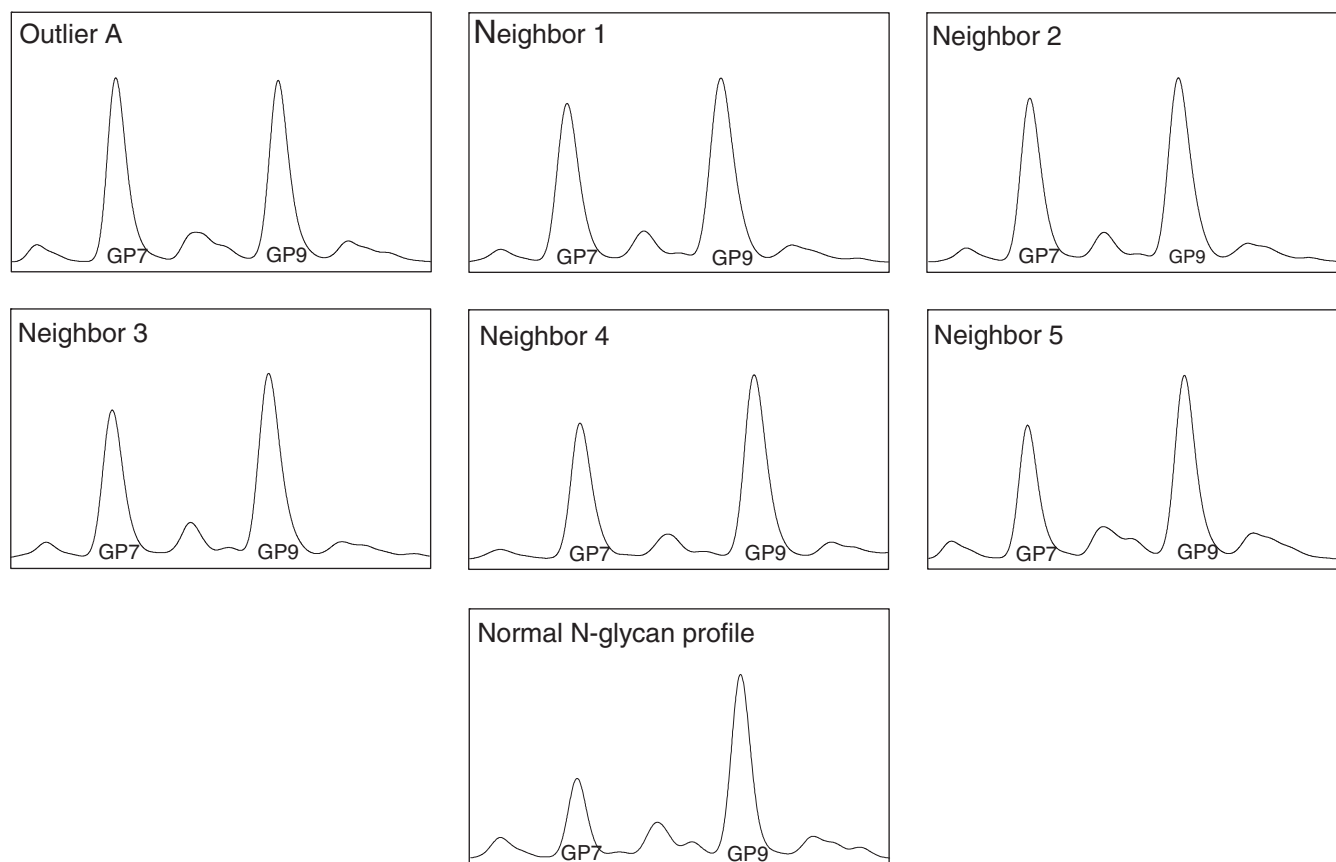 Outlier A
GP7
GP9
Neighbor 1
GP7
GP9
Neighbor 2
GP7
GP9
Neighbor 3
GP7
GP9
Neighbor 4
GP7
GP9
Neighbor 5
GP7
GP9
Normal N-glycan profile
GP7
GP9